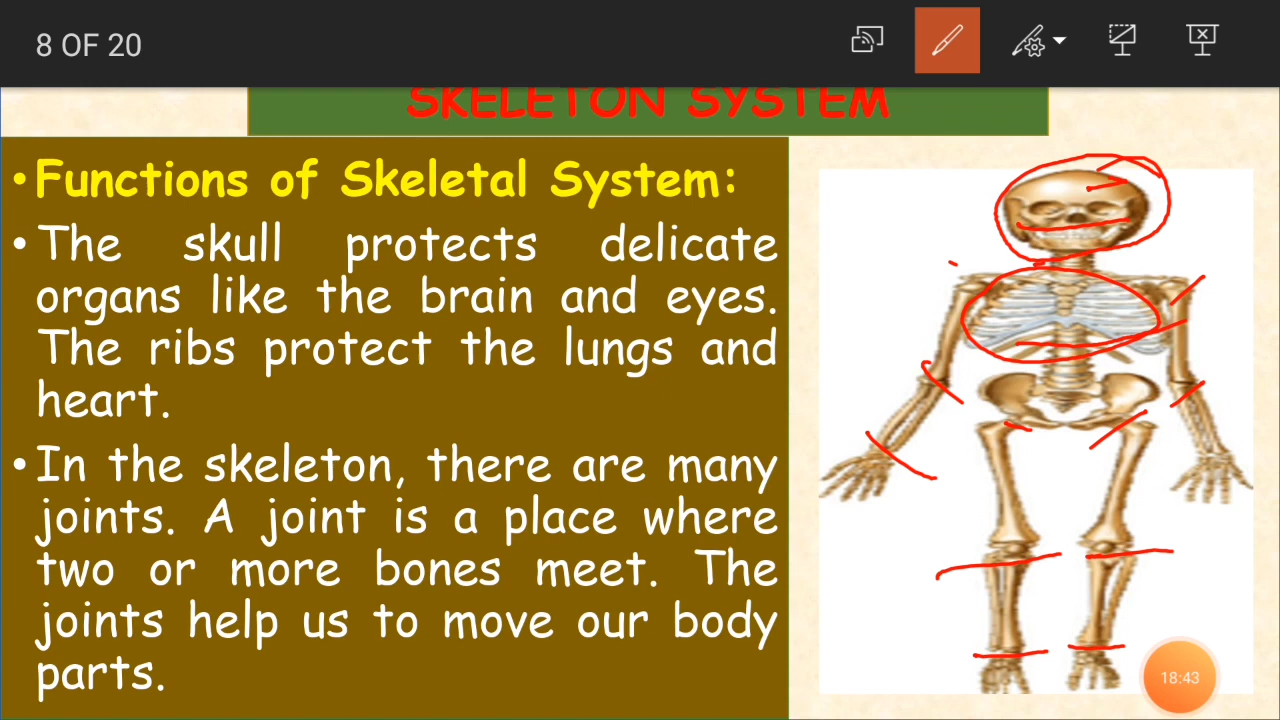 8 OF 20
SKELETON SYSTEM
• Functions of Skeletal System:
• The skull protects delicate
organs like the brain and eyes.
The ribs protect the lungs and
heart.
• In the skeleton, there are many
joints. A joint is a place where
two or more bones meet. The
joints help us to move our body
parts.
18:43